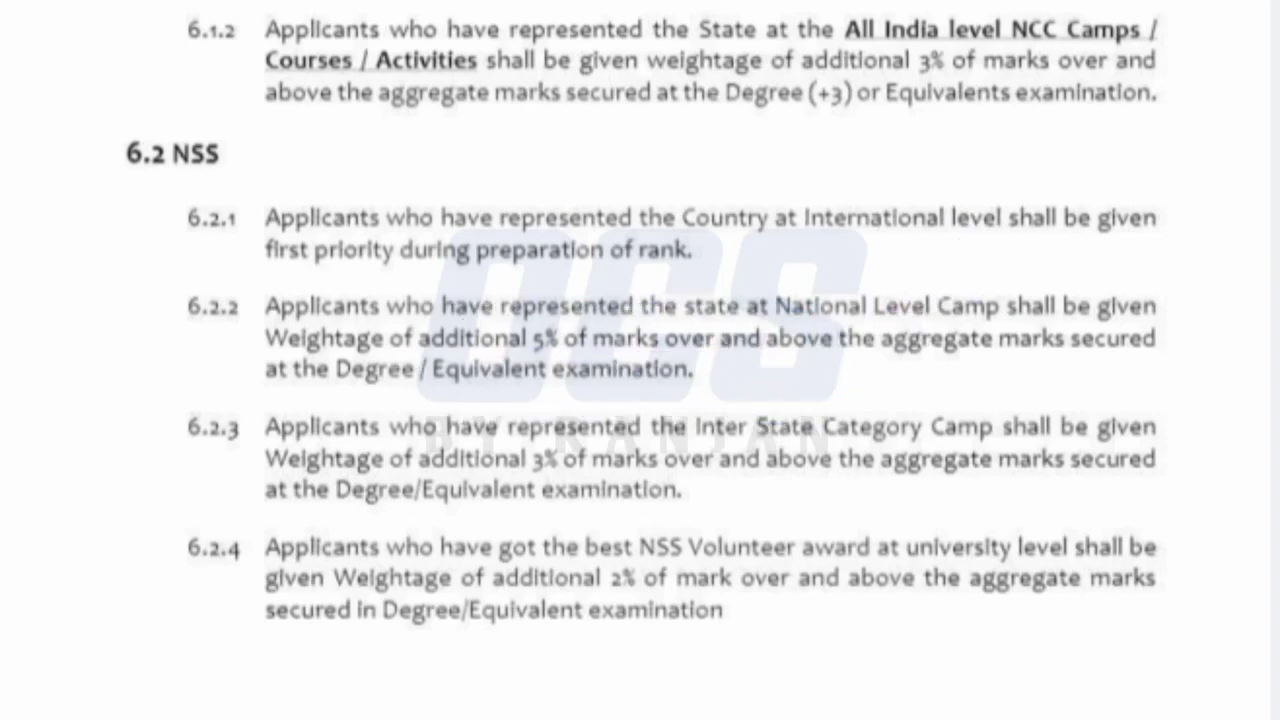 6.1.2 Applicants who have represented the State at the All India level NCC Camps /
Courses / Activities shall be given weightage of additional 3% of marks over and
above the aggregate marks secured at the Degree (+3) or Equivalents examination.
6.2 NSS
6.2.1 Applicants who have represented the Country at International level shall be given
first priority during preparation of rank.
6.2.2 Applicants who have represented the state at National Level Camp shall be given
Weightage of additional 5% of marks over and above the aggregate marks secured
at the Degree / Equivalent examination.
6.2.3 Applicants who have represented the Inter State Category Camp shall be given
Weightage of additional 3% of marks over and above the aggregate marks secured
at the Degree/Equivalent examination.
6.2.4 Applicants who have got the best NSS Volunteer award at university level shall be
given Weightage of additional 2% of mark over and above the aggregate marks
secured in Degree/Equivalent examination
OCS
BY RANJAN